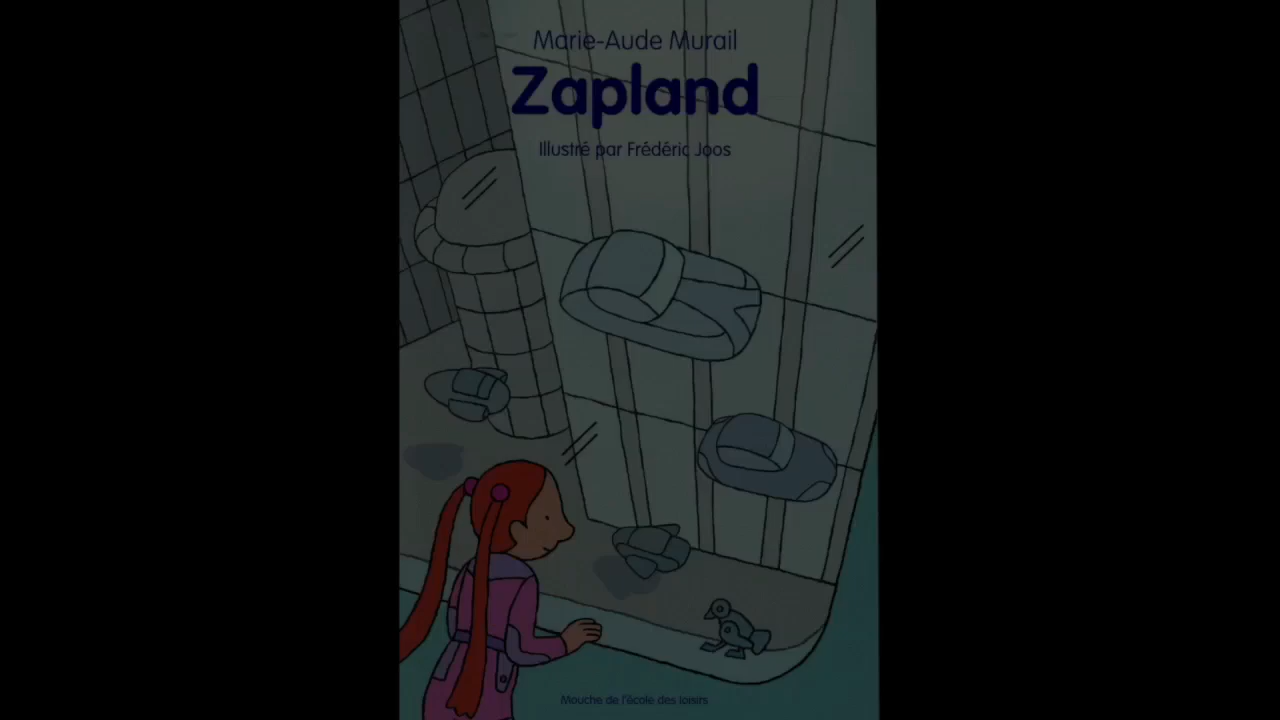 Marie-Aude Murail
Zapland
Illustré par Frédéric Joos
Mouche de l'école des loisirs